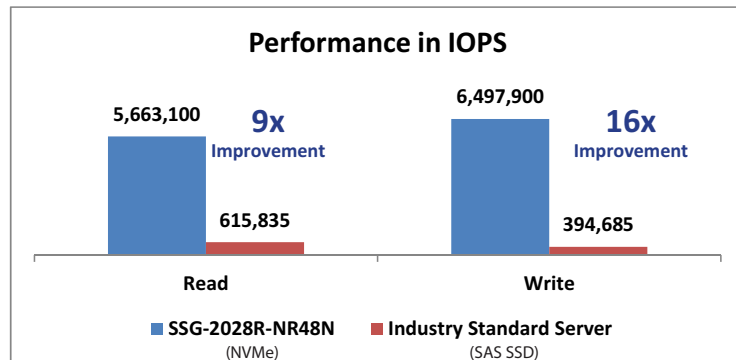 Performance in IOPS
5,663,100
9x
Improvement
615,835
6,497,900
16x
Improvement
394,685
Read
Write
SSG-2028R-NR48N
(NVMe)
Industry Standard Server
(SAS SSD)